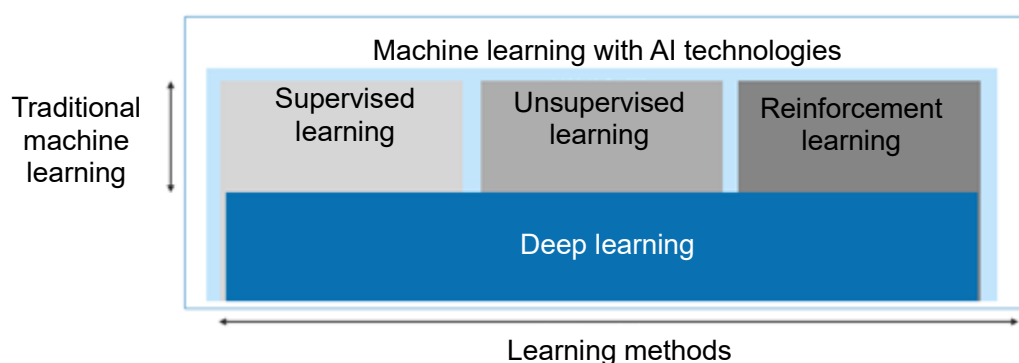 Machine learning with AI technologies
Traditional
machine
learning
Supervised
learning
Unsupervised
learning
Reinforcement
learning
Deep learning
Learning methods